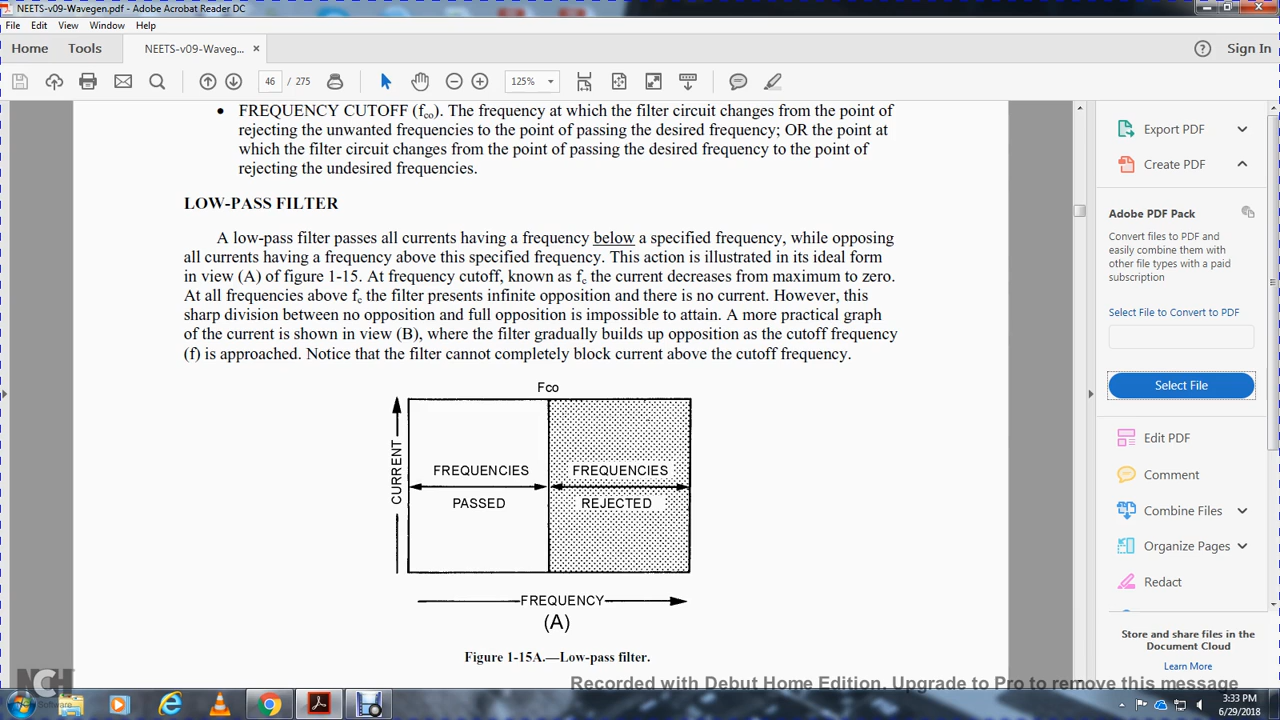 NEETS-v09-Wavegen.pdf - Adobe Acrobat Reader DC
File Edit View Window Help
Home Tools NEETS-v09-Waveg... × Sign In
46 / 275 125%
• FREQUENCY CUTOFF (fco). The frequency at which the filter circuit changes from the point of
rejecting the unwanted frequencies to the point of passing the desired frequency; OR the point at
which the filter circuit changes from the point of passing the desired frequency to the point of
rejecting the undesired frequencies.
LOW-PASS FILTER
A low-pass filter passes all currents having a frequency below a specified frequency, while opposing
all currents having a frequency above this specified frequency. This action is illustrated in its ideal form
in view (A) of figure 1-15. At frequency cutoff, known as fc the current decreases from maximum to zero.
At all frequencies above fc the filter presents infinite opposition and there is no current. However, this
sharp division between no opposition and full opposition is impossible to attain. A more practical graph
of the current is shown in view (B), where the filter gradually builds up opposition as the cutoff frequency
(f) is approached. Notice that the filter cannot completely block current above the cutoff frequency.
Fco
CURRENT
FREQUENCIES FREQUENCIES
PASSED REJECTED
FREQUENCY
(A)
Figure 1-15A.—Low-pass filter.
Export PDF
Create PDF
Adobe PDF Pack
Convert files to PDF and
easily combine them with
other file types with a paid
subscription
Select File to Convert to PDF
Select File
Edit PDF
Comment
Combine Files
Organize Pages
Redact
Store and share files in the
Document Cloud
Learn More
NCH
Software
Recorded with Debut Home Edition. Upgrade to Pro to remove this message
3:33 PM
6/29/2018